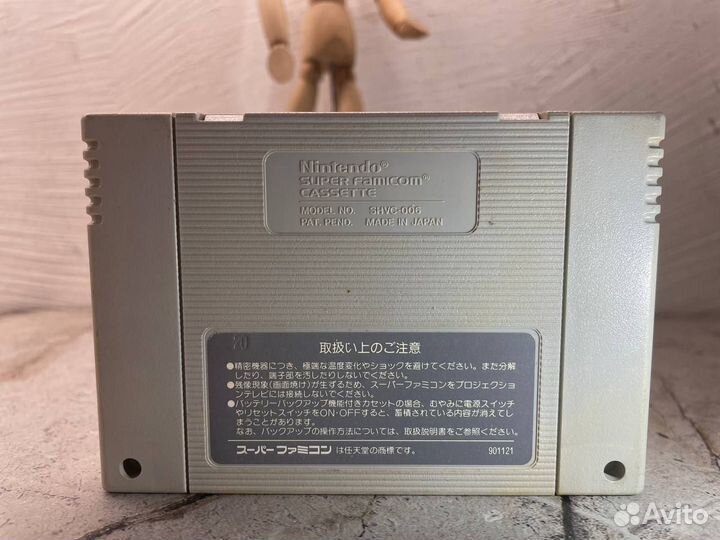 Nintendo®
SUPER Famicom®
CASSETTE
MODEL NO. SHVC-006
PAT. PEND. MADE IN JAPAN
20
取扱い上のご注意
●精密機器につき、極端な温度変化やショックを避けてください。また分解
したり、端子部を汚したりしないでください。
●残像現象(画面焼け)が生ずるため、スーパーファミコンをプロジェクショ
ンテレビには接続しないでください。
●バッテリーバックアップ機能付きカセットの場合、むやみに電源スイッチ
やリセットスイッチをON・OFFすると、蓄積されている内容が消えてし
まうことがあります。
なお、バックアップの操作方法については、取扱説明書をご参照ください。
スーパーファミコン は任天堂の商標です。 901121
Avito